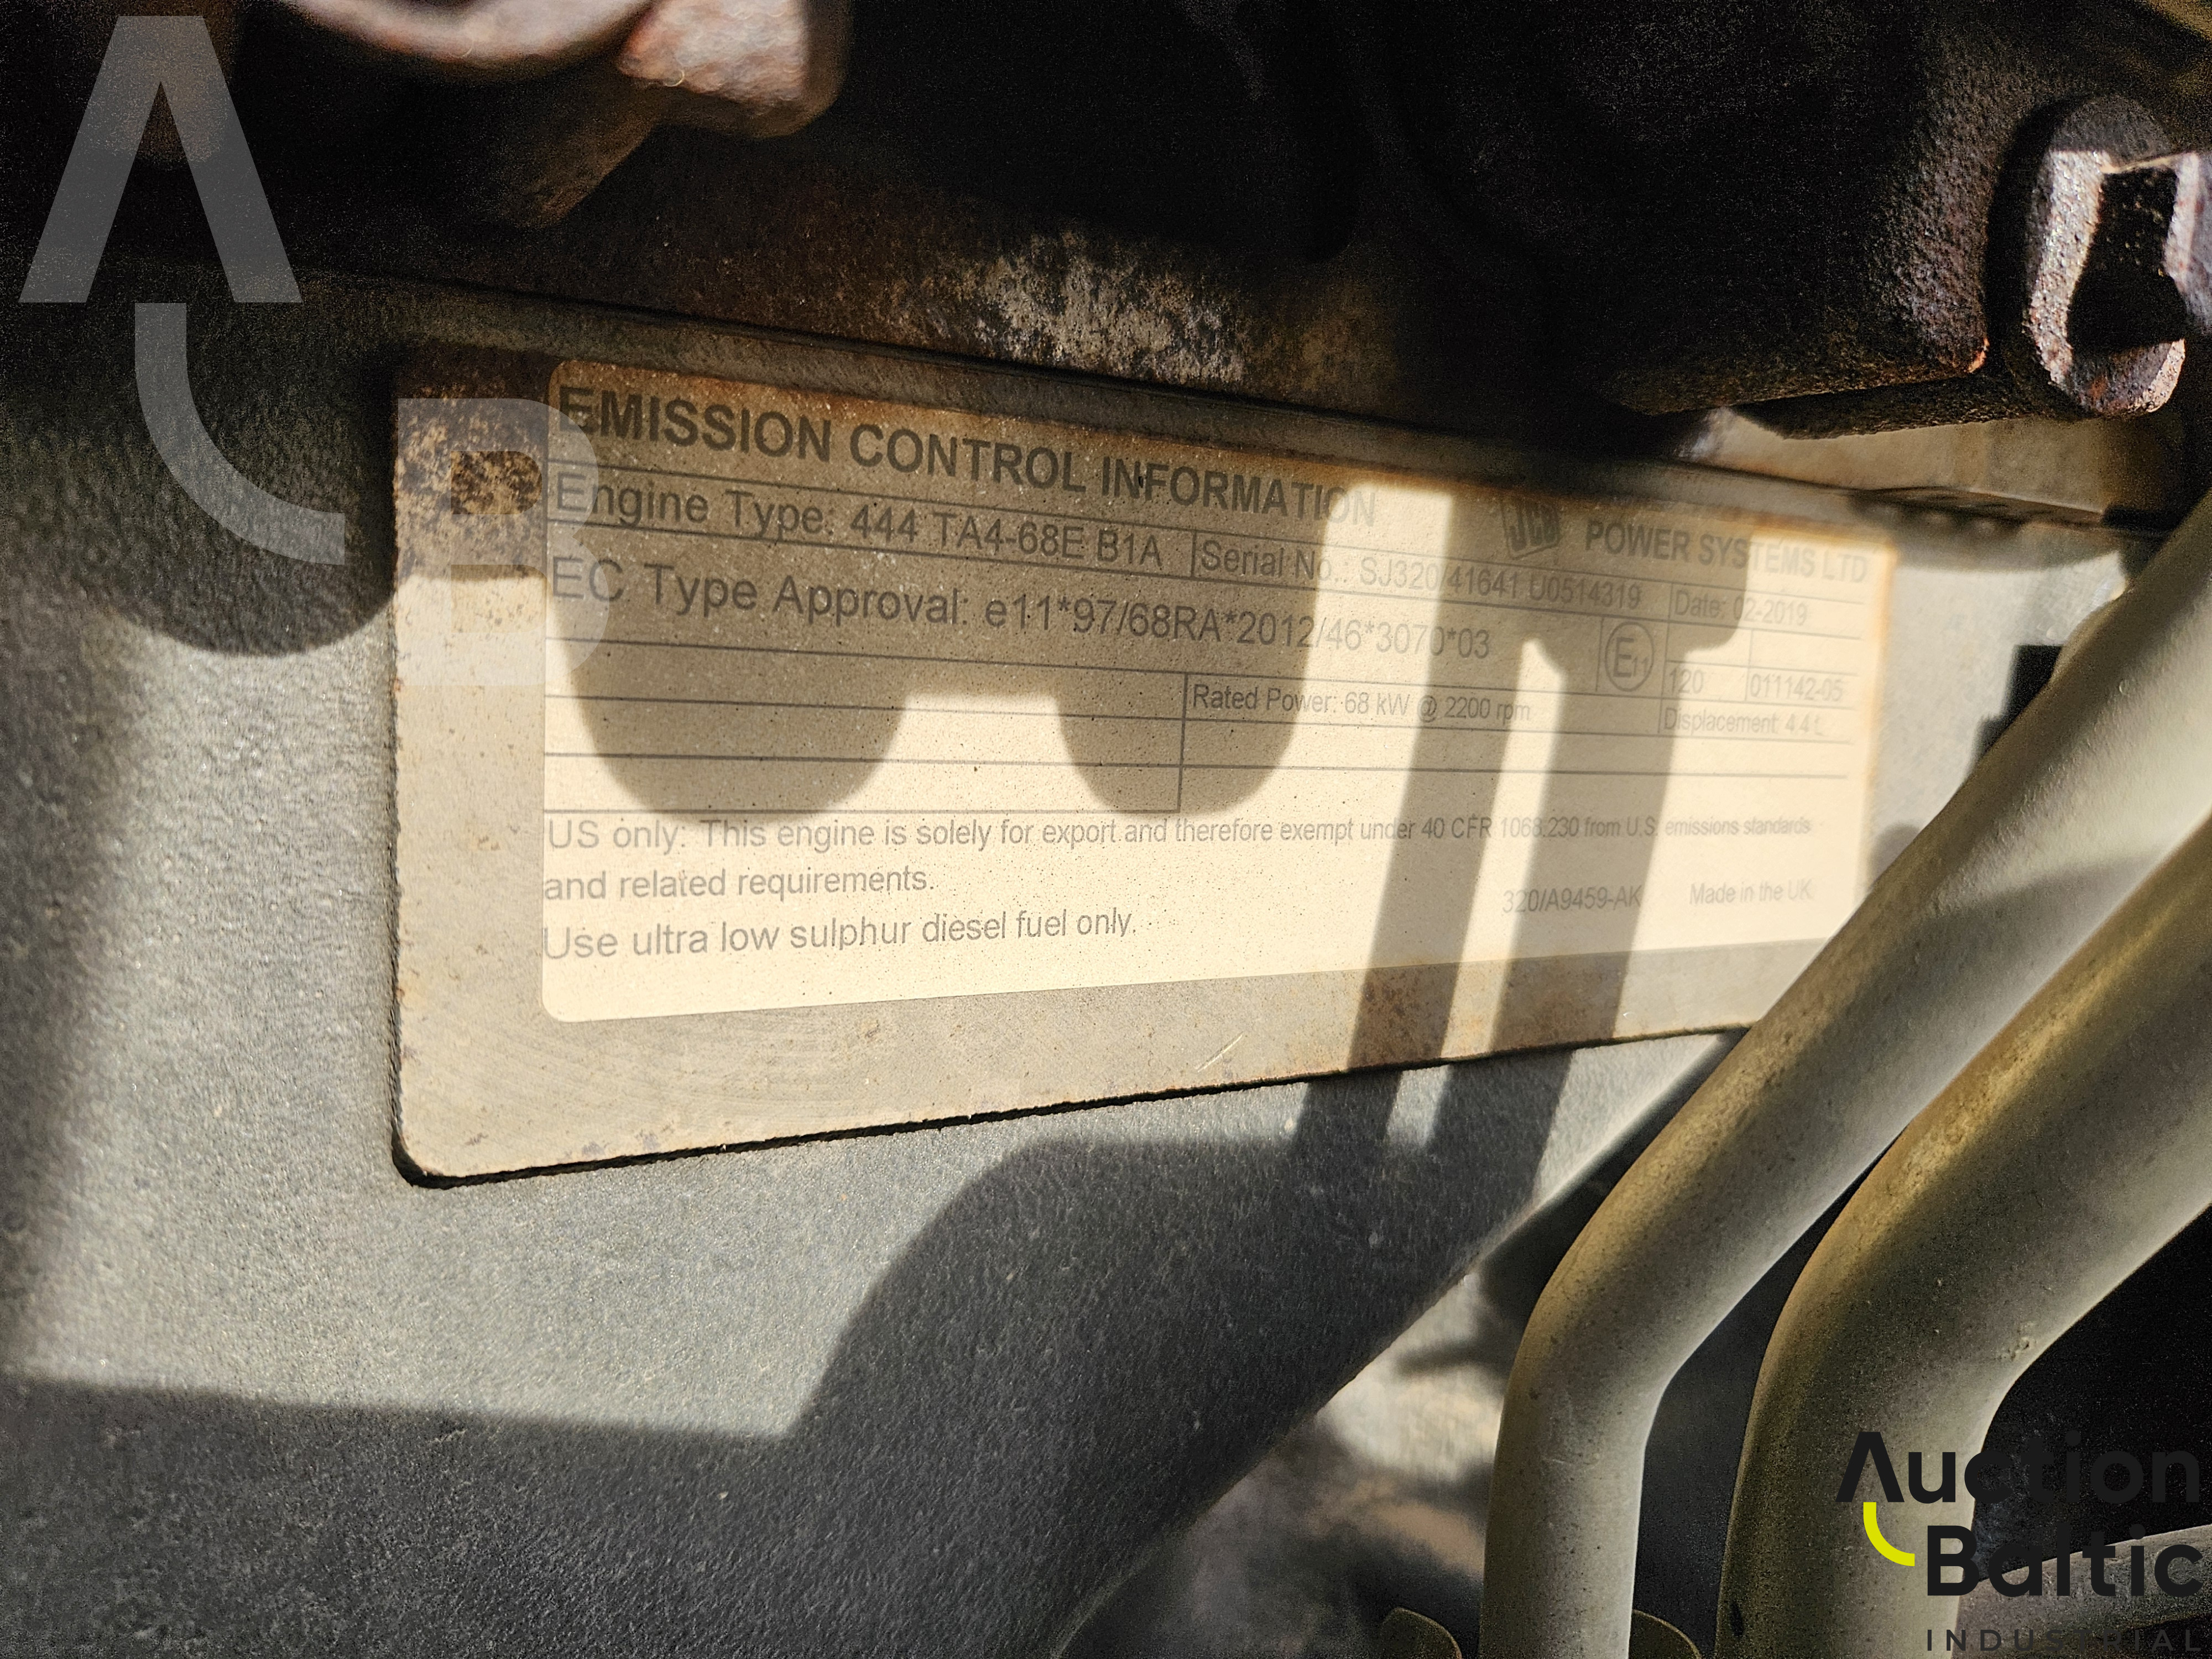 EMISSION CONTROL INFORMATION
JCB POWER SYSTEMS LTD
Engine Type: 444 TA4-68E B1A Serial No.: SJ320/41641 U0514319 Date: 02-2019
EC Type Approval: e11*97/68RA*2012/46*3070*03 E11
120 011142-05
Rated Power: 68 kW @ 2200 rpm Displacement: 4.4 L
US only: This engine is solely for export and therefore exempt under 40 CFR 1068.230 from U.S. emissions standards
and related requirements.
320/A9459-AK Made in the UK
Use ultra low sulphur diesel fuel only.
AB
Auction
Baltic
INDUSTRIAL